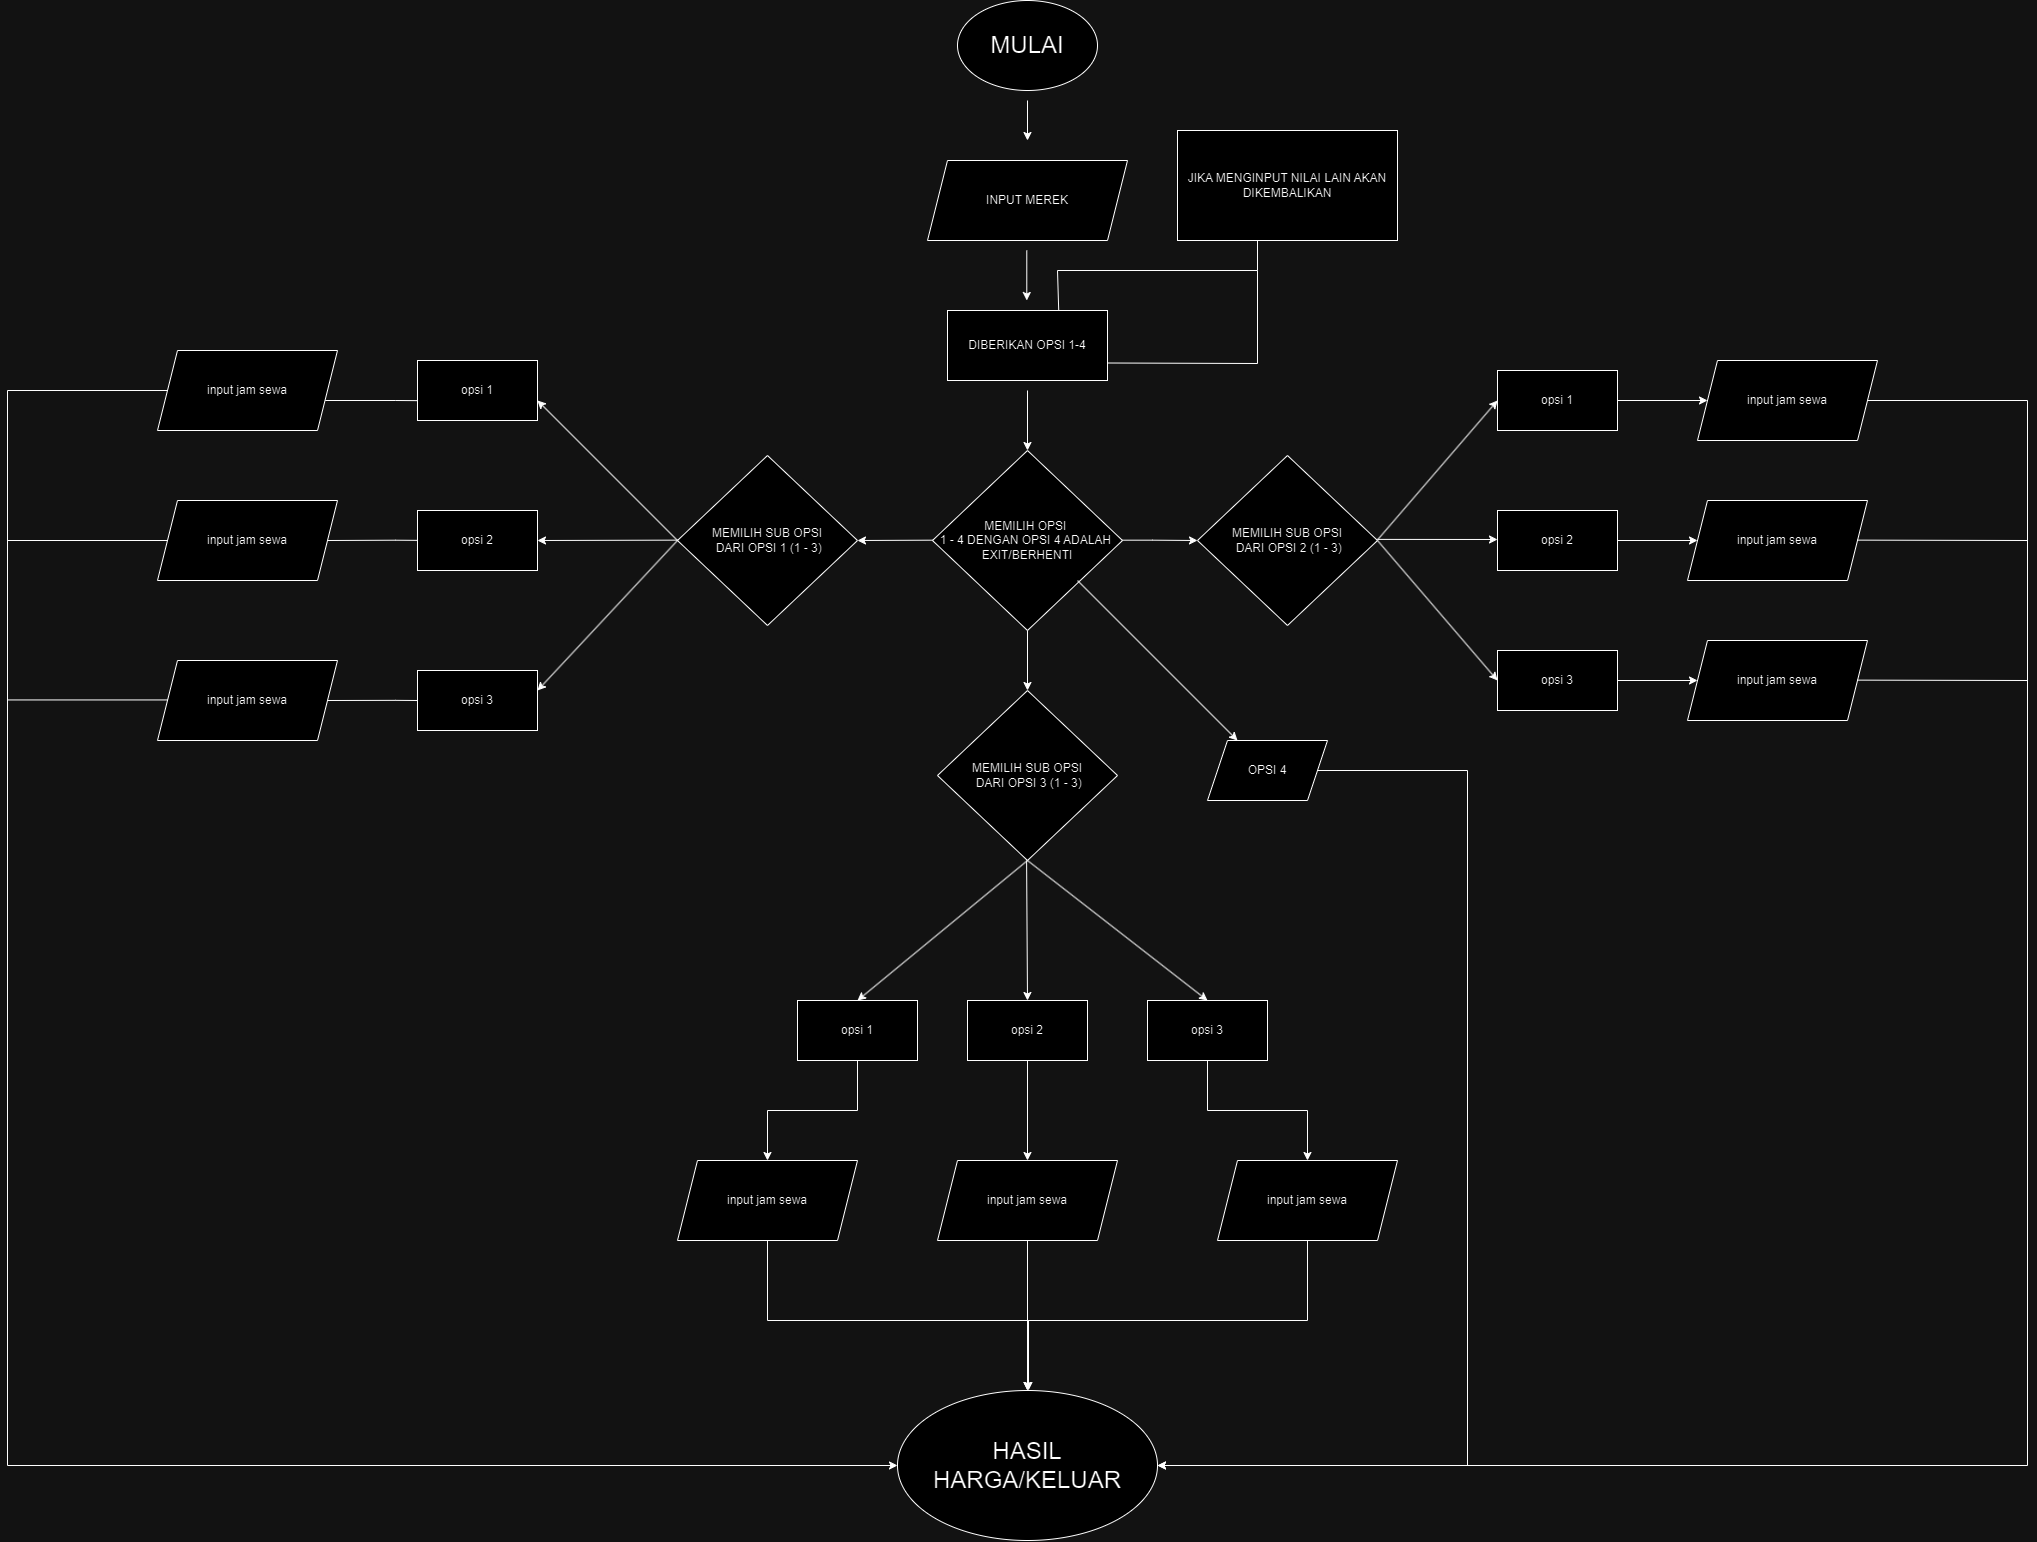 MULAI
INPUT MEREK
JIKA MENGINPUT NILAI LAIN AKAN
DIKEMBALIKAN
DIBERIKAN OPSI 1-4
input jam sewa
opsi 1
opsi 1
input jam sewa
input jam sewa
opsi 2
MEMILIH SUB OPSI
DARI OPSI 1 (1 - 3)
MEMILIH OPSI
1 - 4 DENGAN OPSI 4 ADALAH
EXIT/BERHENTI
MEMILIH SUB OPSI
DARI OPSI 2 (1 - 3)
opsi 2
input jam sewa
input jam sewa
opsi 3
opsi 3
input jam sewa
MEMILIH SUB OPSI
DARI OPSI 3 (1 - 3)
OPSI 4
opsi 1
opsi 2
opsi 3
input jam sewa
input jam sewa
input jam sewa
HASIL
HARGA/KELUAR